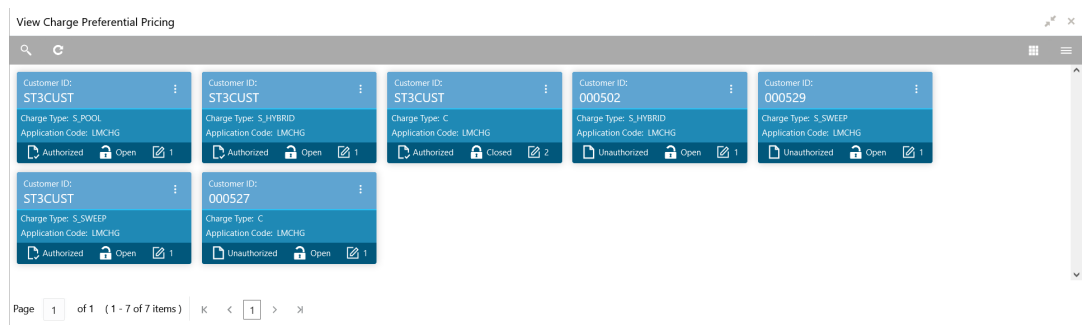 View Charge Preferential Pricing
Customer ID:
ST3CUST
Charge Type: S_POOL
Application Code: LMCHG
Authorized Open 1
Customer ID:
ST3CUST
Charge Type: S_HYBRID
Application Code: LMCHG
Authorized Open 1
Customer ID:
ST3CUST
Charge Type: C
Application Code: LMCHG
Authorized Closed 2
Customer ID:
000502
Charge Type: S_HYBRID
Application Code: LMCHG
Unauthorized Open 1
Customer ID:
000529
Charge Type: S_SWEEP
Application Code: LMCHG
Unauthorized Open 1
Customer ID:
ST3CUST
Charge Type: S_SWEEP
Application Code: LMCHG
Authorized Open 1
Customer ID:
000527
Charge Type: C
Application Code: LMCHG
Unauthorized Open 1
Page 1 of 1 (1 - 7 of 7 items) 1